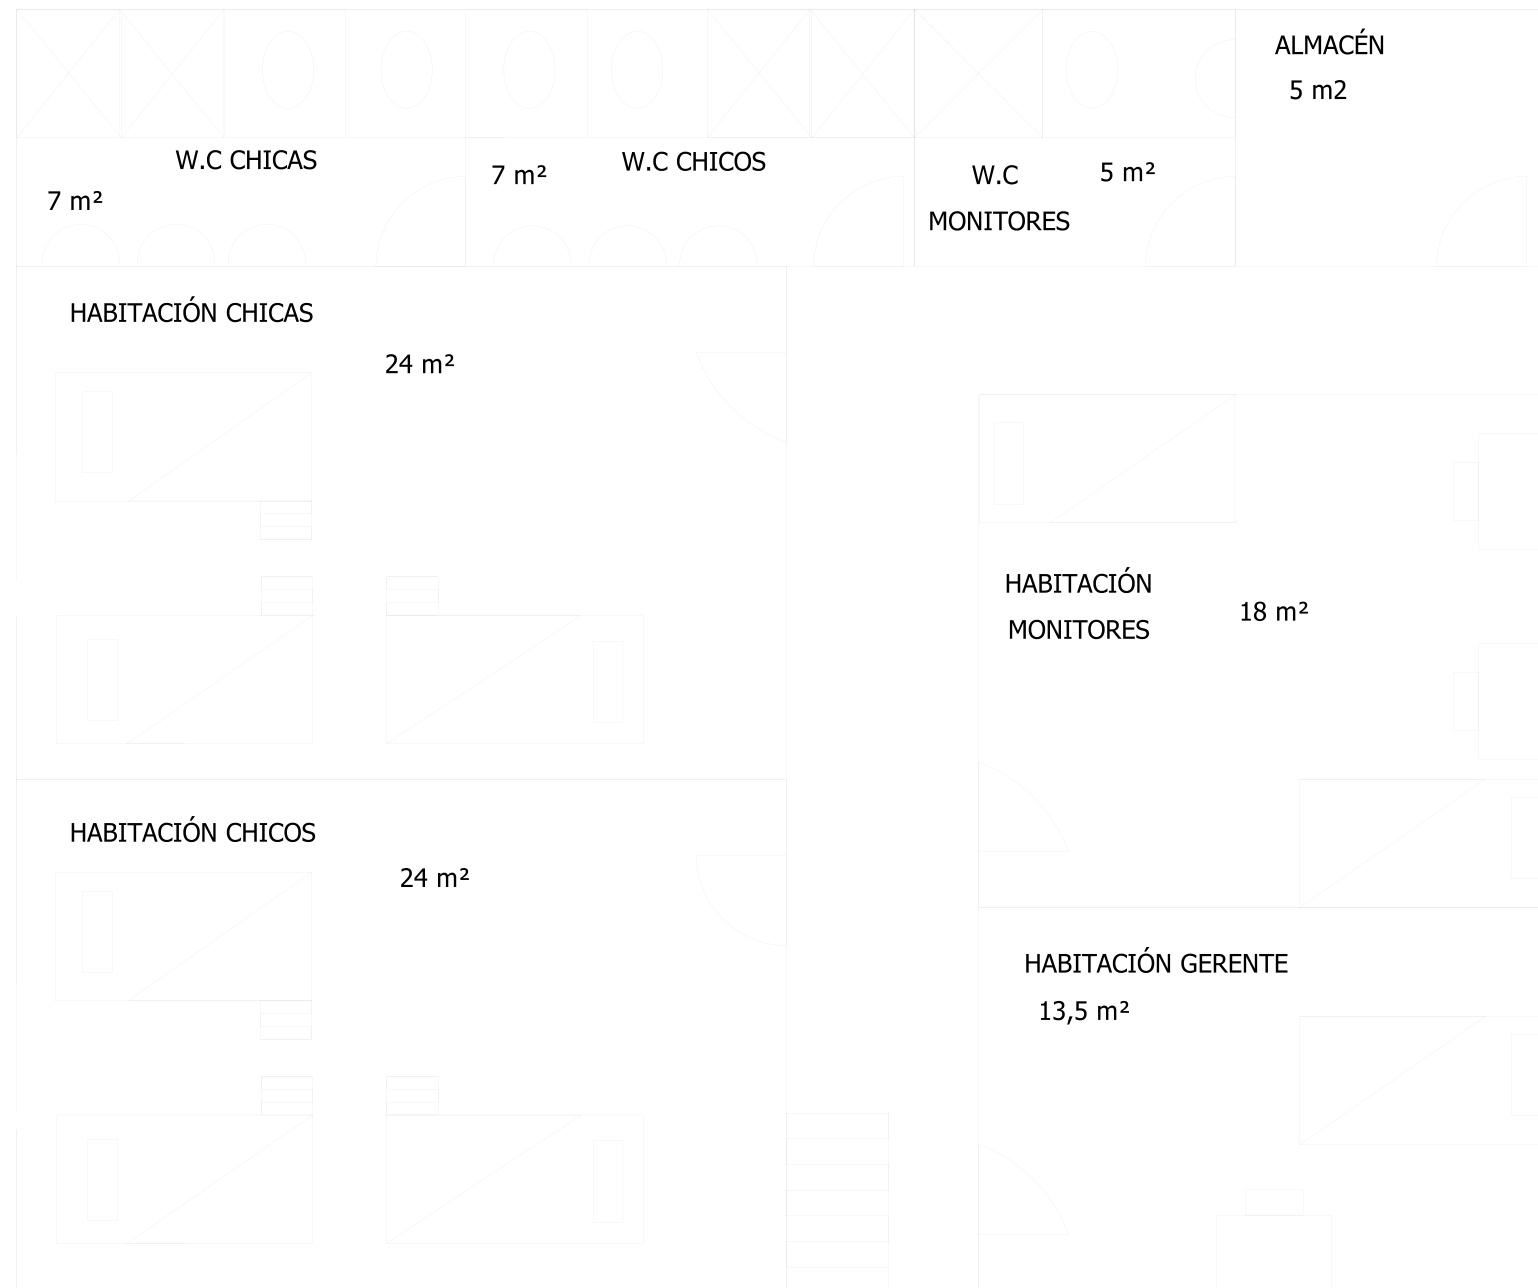 ALMACÉN
5 m2
W.C CHICAS
7 m²
W.C CHICOS
7 m²
W.C
MONITORES
5 m²
HABITACIÓN CHICAS
24 m²
HABITACIÓN
MONITORES
18 m²
HABITACIÓN CHICOS
24 m²
HABITACIÓN GERENTE
13,5 m²